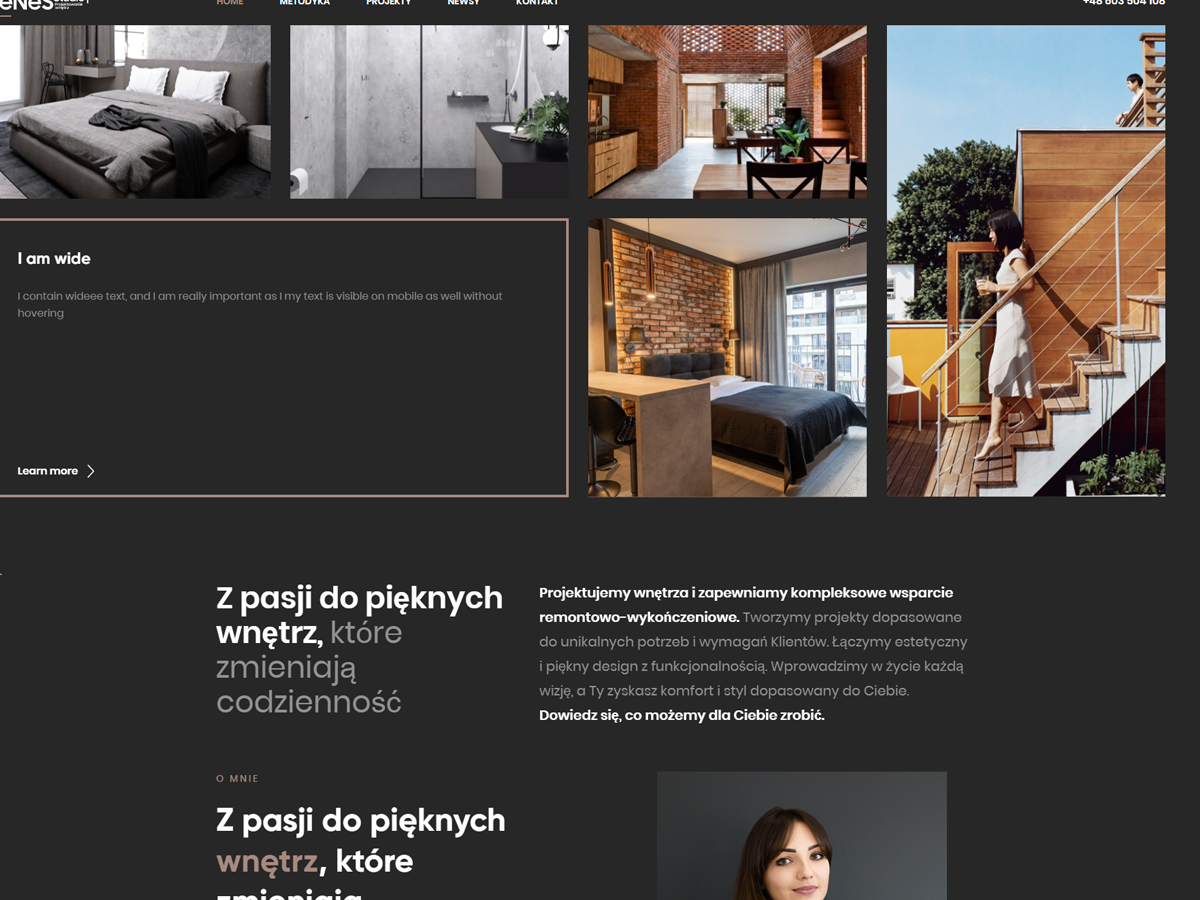 eNeS
HOME METODYKA PROJEKTY NEWSY KONTAKT +48 603 504 108
I am wide
I contain wideee text, and I am really important as I my text is visible on mobile as well without
hovering
Learn more
Z pasji do pięknych
wnętrz, które
zmieniają
codzienność
Projektujemy wnętrza i zapewniamy kompleksowe wsparcie
remontowo-wykończeniowe. Tworzymy projekty dopasowane
do unikalnych potrzeb i wymagań Klientów. Łączymy estetyczny
i piękny design z funkcjonalnością. Wprowadzimy w życie każdą
wizję, a Ty zyskasz komfort i styl dopasowany do Ciebie.
Dowiedz się, co możemy dla Ciebie zrobić.
O MNIE
Z pasji do pięknych
wnętrz, które
zmieniają